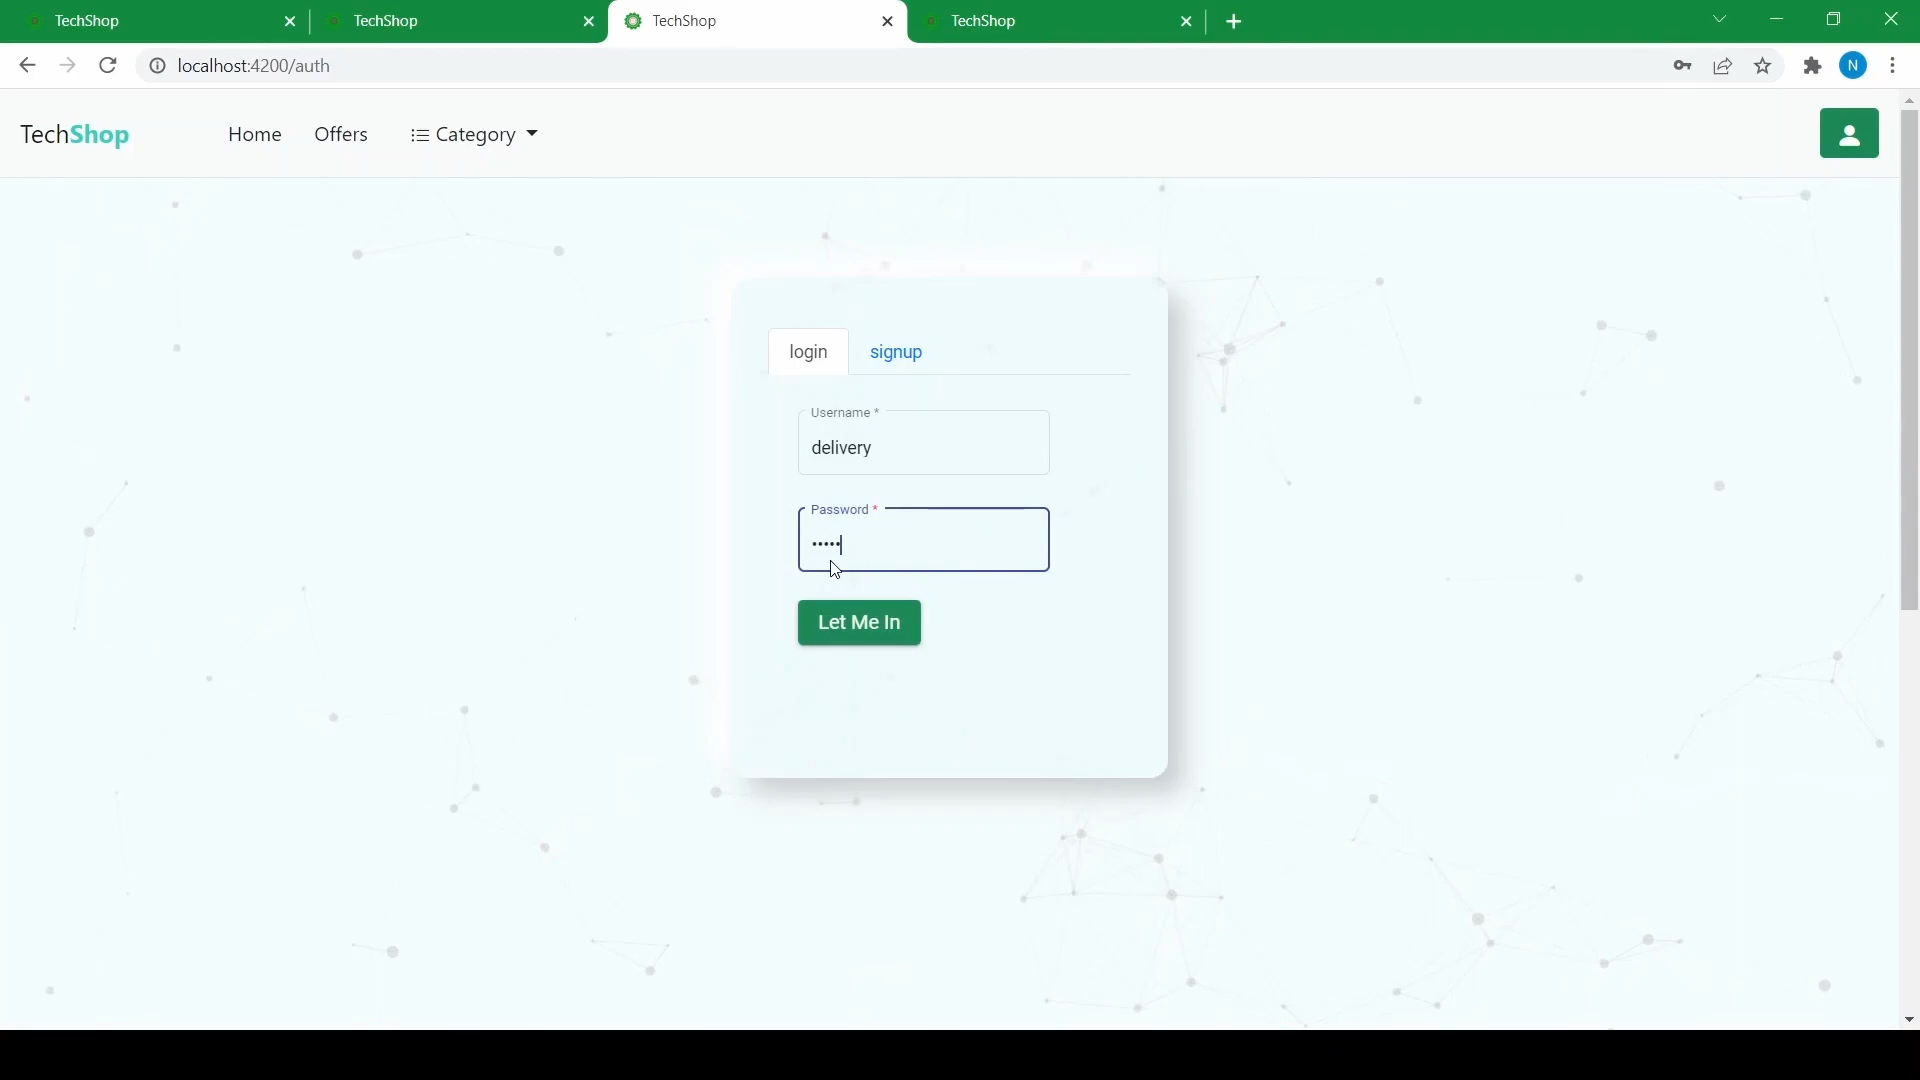 TechShop
TechShop
TechShop
TechShop
localhost:4200/auth
N
TechShop
Home
Offers
Category
login
signup
Username *
delivery
Password *
•••••
Let Me In